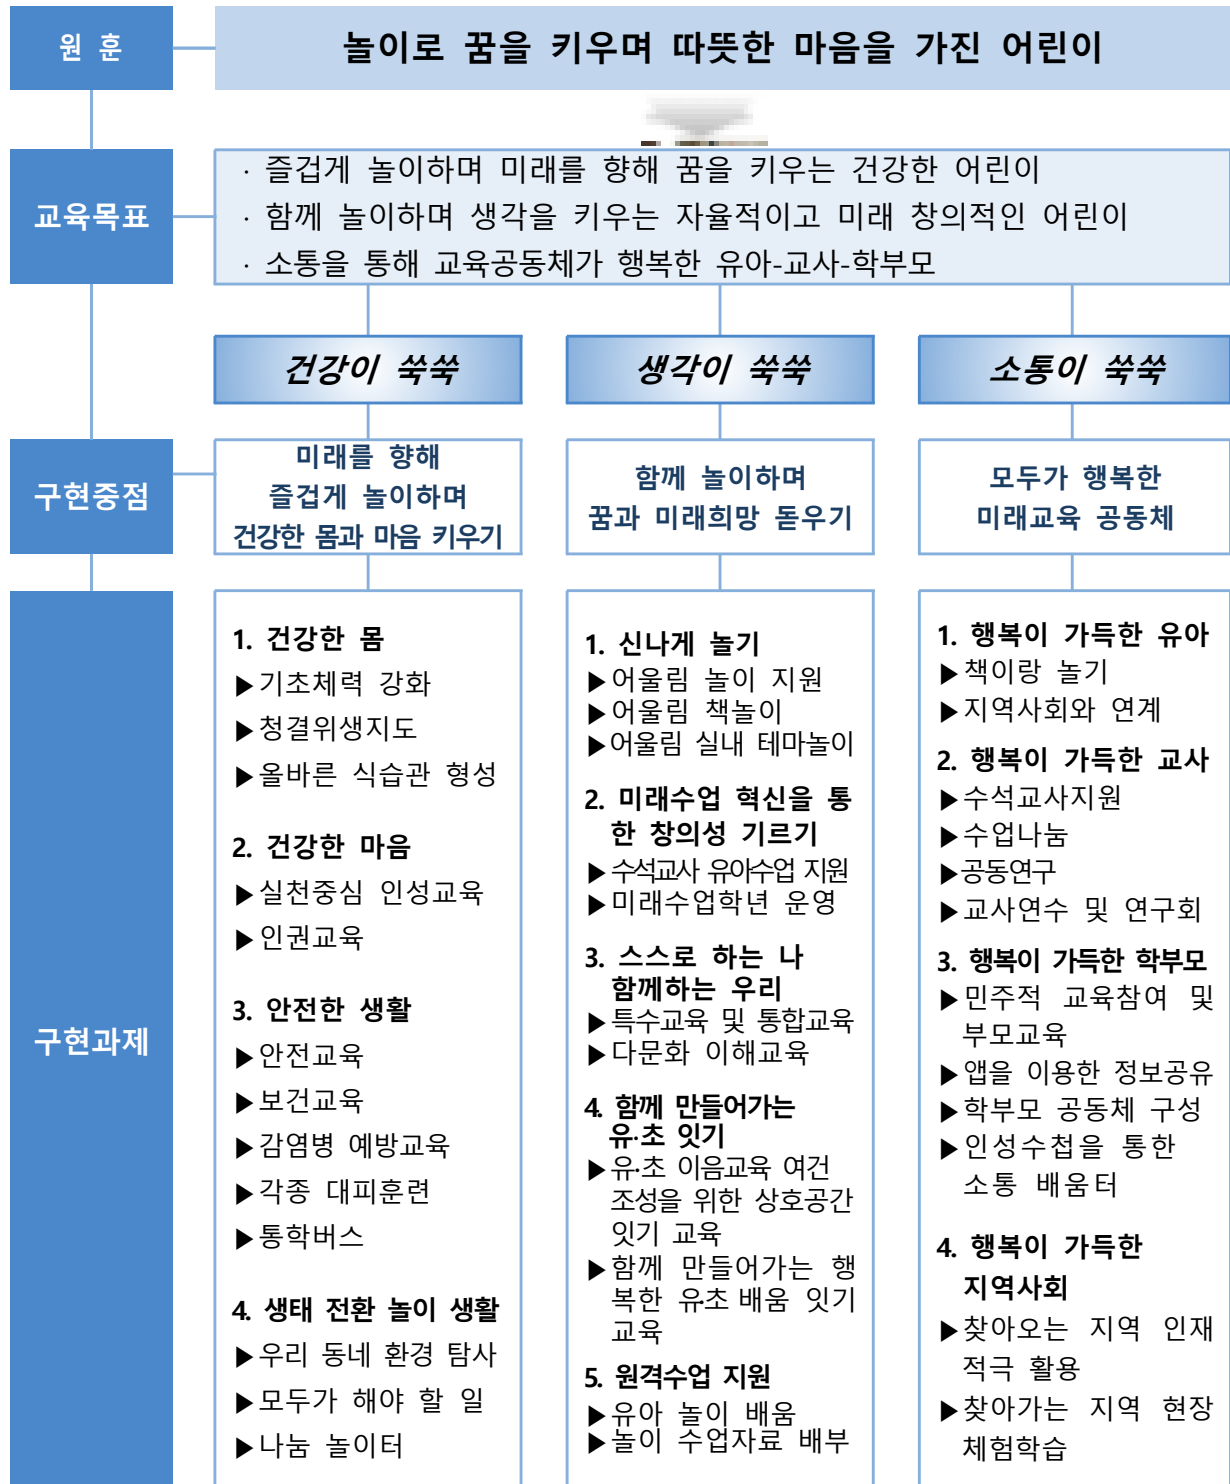 원 훈
놀이로 꿈을 키우며 따뜻한 마음을 가진 어린이
교육목표
· 즐겁게 놀이하며 미래를 향해 꿈을 키우는 건강한 어린이
· 함께 놀이하며 생각을 키우는 자율적이고 미래 창의적인 어린이
· 소통을 통해 교육공동체가 행복한 유아-교사-학부모
건강이 쑥쑥
생각이 쑥쑥
소통이 쑥쑥
구현중점
미래를 향해
즐겁게 놀이하며
건강한 몸과 마음 키우기
함께 놀이하며
꿈과 미래희망 돋우기
모두가 행복한
미래교육 공동체
구현과제
1. 건강한 몸
▶기초체력 강화
▶청결위생지도
▶올바른 식습관 형성
2. 건강한 마음
▶실천중심 인성교육
▶인권교육
3. 안전한 생활
▶안전교육
▶보건교육
▶감염병 예방교육
▶각종 대피훈련
▶통학버스
4. 생태 전환 놀이 생활
▶우리 동네 환경 탐사
▶모두가 해야 할 일
▶나눔 놀이터
1. 신나게 놀기
▶어울림 놀이 지원
▶어울림 책놀이
▶어울림 실내 테마놀이
2. 미래수업 혁신을 통
한 창의성 기르기
▶수석교사 유아수업 지원
▶미래수업학년 운영
3. 스스로 하는 나
함께하는 우리
▶특수교육 및 통합교육
▶다문화 이해교육
4. 함께 만들어가는
유·초 잇기
▶유·초 이음교육 여건
조성을 위한 상호공간
잇기 교육
▶함께 만들어가는 행
복한 유초 배움 잇기
교육
5. 원격수업 지원
▶유아 놀이 배움
▶놀이 수업자료 배부
1. 행복이 가득한 유아
▶책이랑 놀기
▶지역사회와 연계
2. 행복이 가득한 교사
▶수석교사지원
▶수업나눔
▶공동연구
▶교사연수 및 연구회
3. 행복이 가득한 학부모
▶민주적 교육참여 및
부모교육
▶앱을 이용한 정보공유
▶학부모 공동체 구성
▶인성수첩을 통한
소통 배움터
4. 행복이 가득한
지역사회
▶찾아오는 지역 인재
적극 활용
▶찾아가는 지역 현장
체험학습